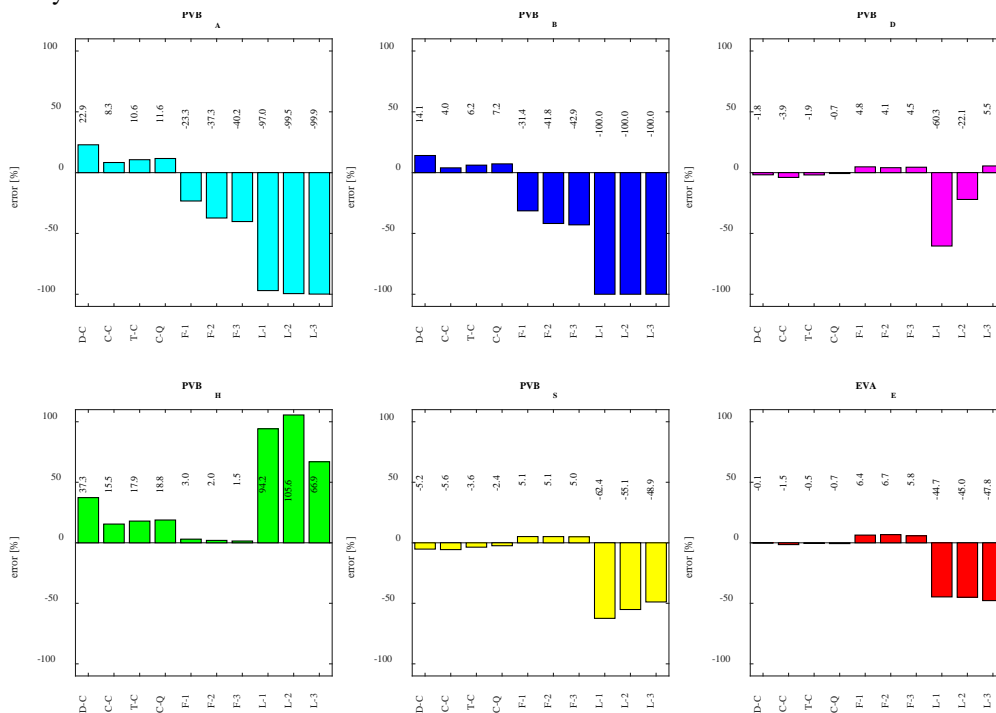 PVB A
100
50
0
-50
-100
error [%]
22.9
8.3
10.6
11.6
-23.3
-37.3
-40.2
-97.0
-99.5
-99.9
D-C
C-C
T-C
C-Q
F-1
F-2
F-3
L-1
L-2
L-3
PVB B
100
50
0
-50
-100
error [%]
14.1
4.0
6.2
7.2
-31.4
-41.8
-42.9
-100.0
-100.0
-100.0
D-C
C-C
T-C
C-Q
F-1
F-2
F-3
L-1
L-2
L-3
PVB D
100
50
0
-50
-100
error [%]
-1.8
-3.9
-1.9
-0.7
4.8
4.1
4.5
-60.3
-22.1
5.5
D-C
C-C
T-C
C-Q
F-1
F-2
F-3
L-1
L-2
L-3
PVB H
100
50
0
-50
-100
error [%]
37.3
15.5
17.9
18.8
3.0
2.0
1.5
94.2
105.6
66.9
D-C
C-C
T-C
C-Q
F-1
F-2
F-3
L-1
L-2
L-3
PVB S
100
50
0
-50
-100
error [%]
-5.2
-5.6
-3.6
-2.4
5.1
5.1
5.0
-62.4
-55.1
-48.9
D-C
C-C
T-C
C-Q
F-1
F-2
F-3
L-1
L-2
L-3
EVA E
100
50
0
-50
-100
error [%]
-0.1
-1.5
-0.5
-0.7
6.4
6.7
5.8
-44.7
-45.0
-47.8
D-C
C-C
T-C
C-Q
F-1
F-2
F-3
L-1
L-2
L-3